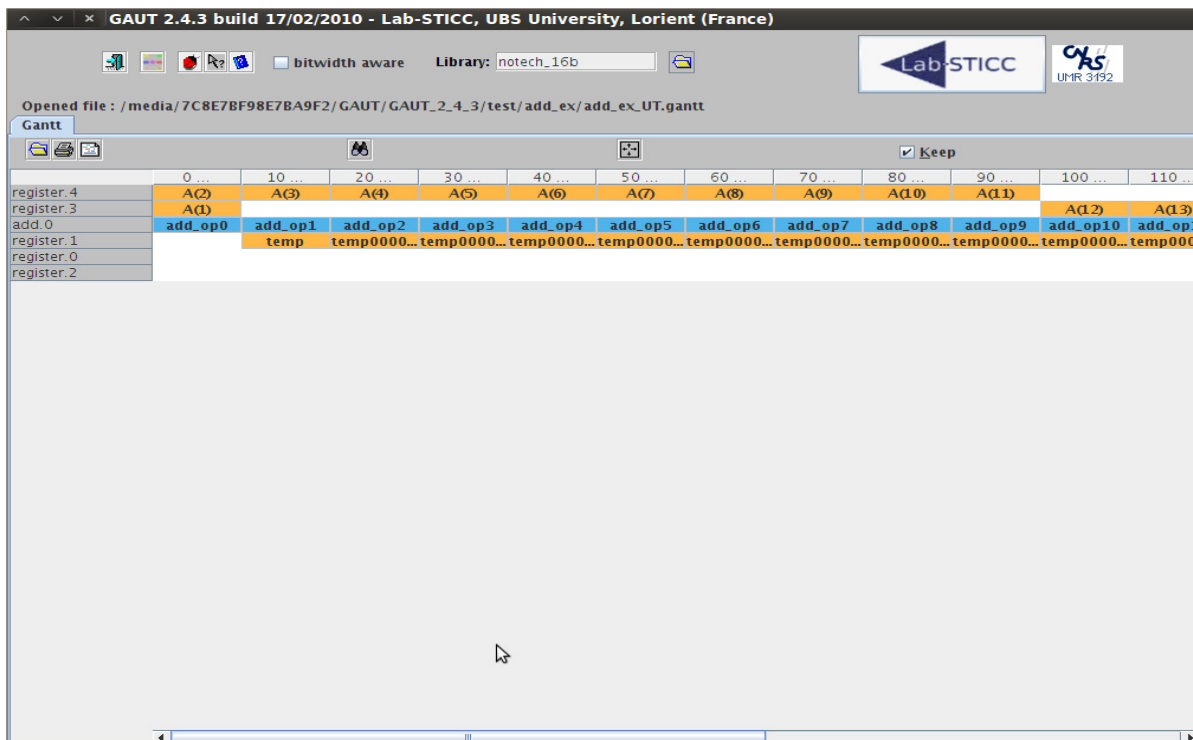 GAUT 2.4.3 build 17/02/2010 - Lab-STICC, UBS University, Lorient (France)
bitwidth aware Library: notech_16b
Lab-STICC
CNRS
UMR 3192
Opened file : /media/7C8E7BF98E7BA9F2/GAUT/GAUT_2_4_3/test/add_ex/add_ex_UT.gantt
Gantt
Keep
0 ... 10 ... 20 ... 30 ... 40 ... 50 ... 60 ... 70 ... 80 ... 90 ... 100 ... 110 ...
register.4 A(2) A(3) A(4) A(5) A(6) A(7) A(8) A(9) A(10) A(11)
register.3 A(1) A(12) A(13)
add.0 add_op0 add_op1 add_op2 add_op3 add_op4 add_op5 add_op6 add_op7 add_op8 add_op9 add_op10
register.1 temp temp0000... temp0000... temp0000... temp0000... temp0000... temp0000... temp0000... temp0000... temp0000... temp0000... temp000
register.0
register.2